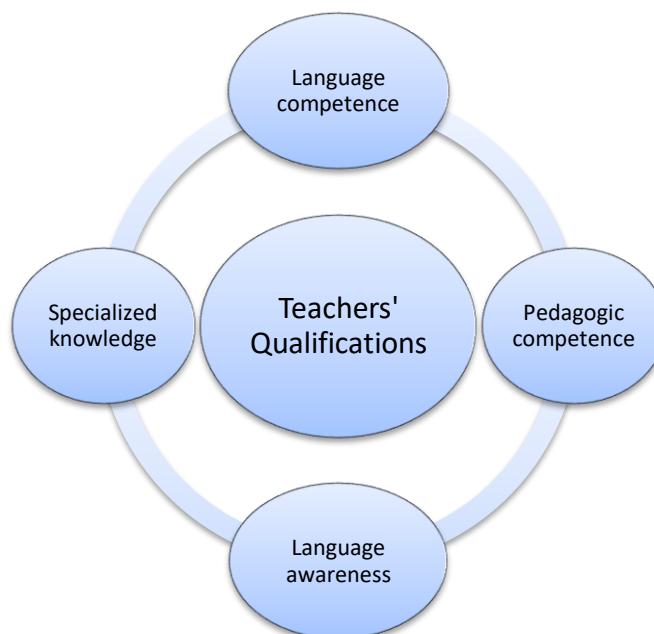 Language
competence
Specialized
knowledge
Teachers'
Qualifications
Pedagogic
competence
Language
awareness